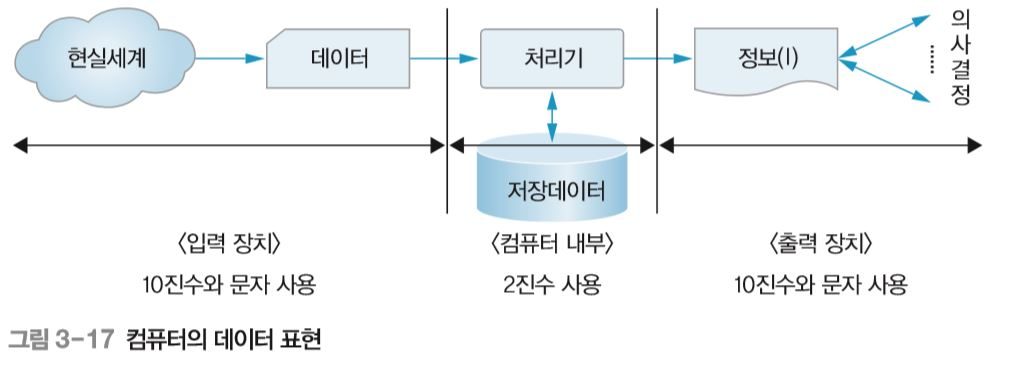 현실세계
데이터
처리기
정보(I)
의사결정
저장데이터
〈입력 장치〉
10진수와 문자 사용
〈컴퓨터 내부〉
2진수 사용
〈출력 장치〉
10진수와 문자 사용
그림 3-17 컴퓨터의 데이터 표현